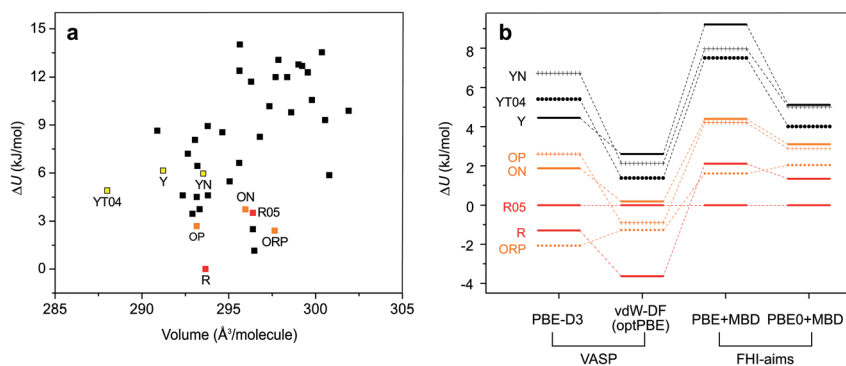 a
ΔU (kJ/mol)
15
12
9
6
3
0
YT04
Y
YN
ON
R05
OP
ORP
R
285
290
295
300
305
Volume (Å³/molecule)
b
ΔU (kJ/mol)
8
6
4
2
0
-2
-4
YN
YT04
Y
OP
ON
R05
R
ORP
PBE-D3
vdW-DF
(optPBE)
PBE+MBD
PBE0+MBD
VASP
FHI-aims